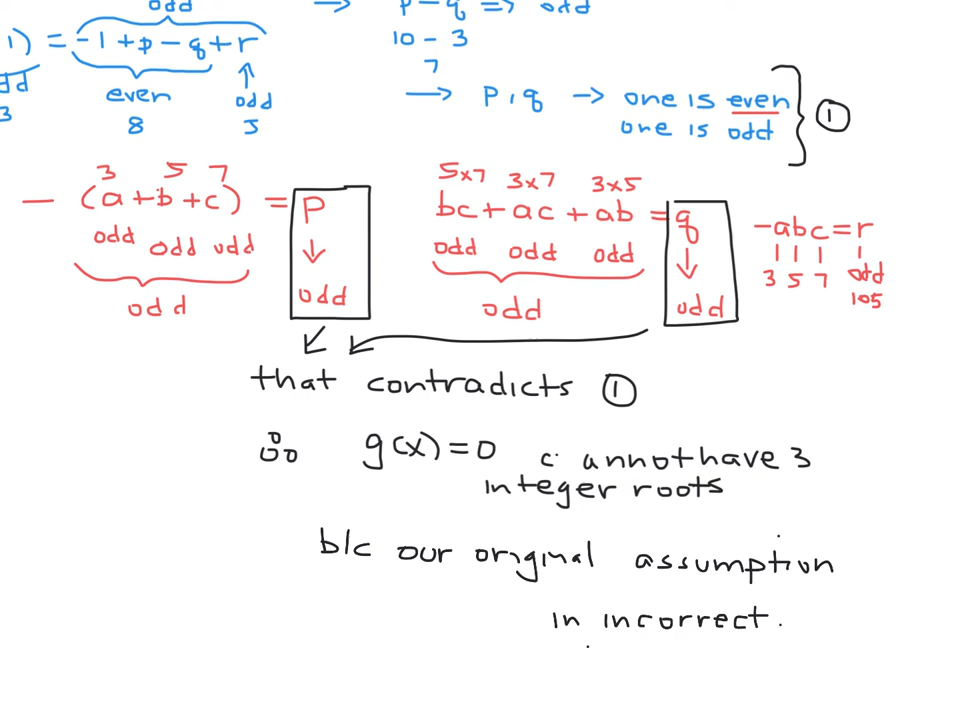 odd → p - q => odd
1) = -1 + p - q + r
10 - 3
7
even odd
8 5
3
→ p, q → one is even
one is odd
①
3 5 7
- (a + b + c) = p
odd odd odd ↓
odd odd
5x7 3x7 3x5
bc + ac + ab = q
odd odd odd ↓
odd odd
-abc = r
3 5 7 odd
105
that contradicts ①
g(x) = 0 cannot have 3
integer roots
b/c our original assumption
in incorrect.